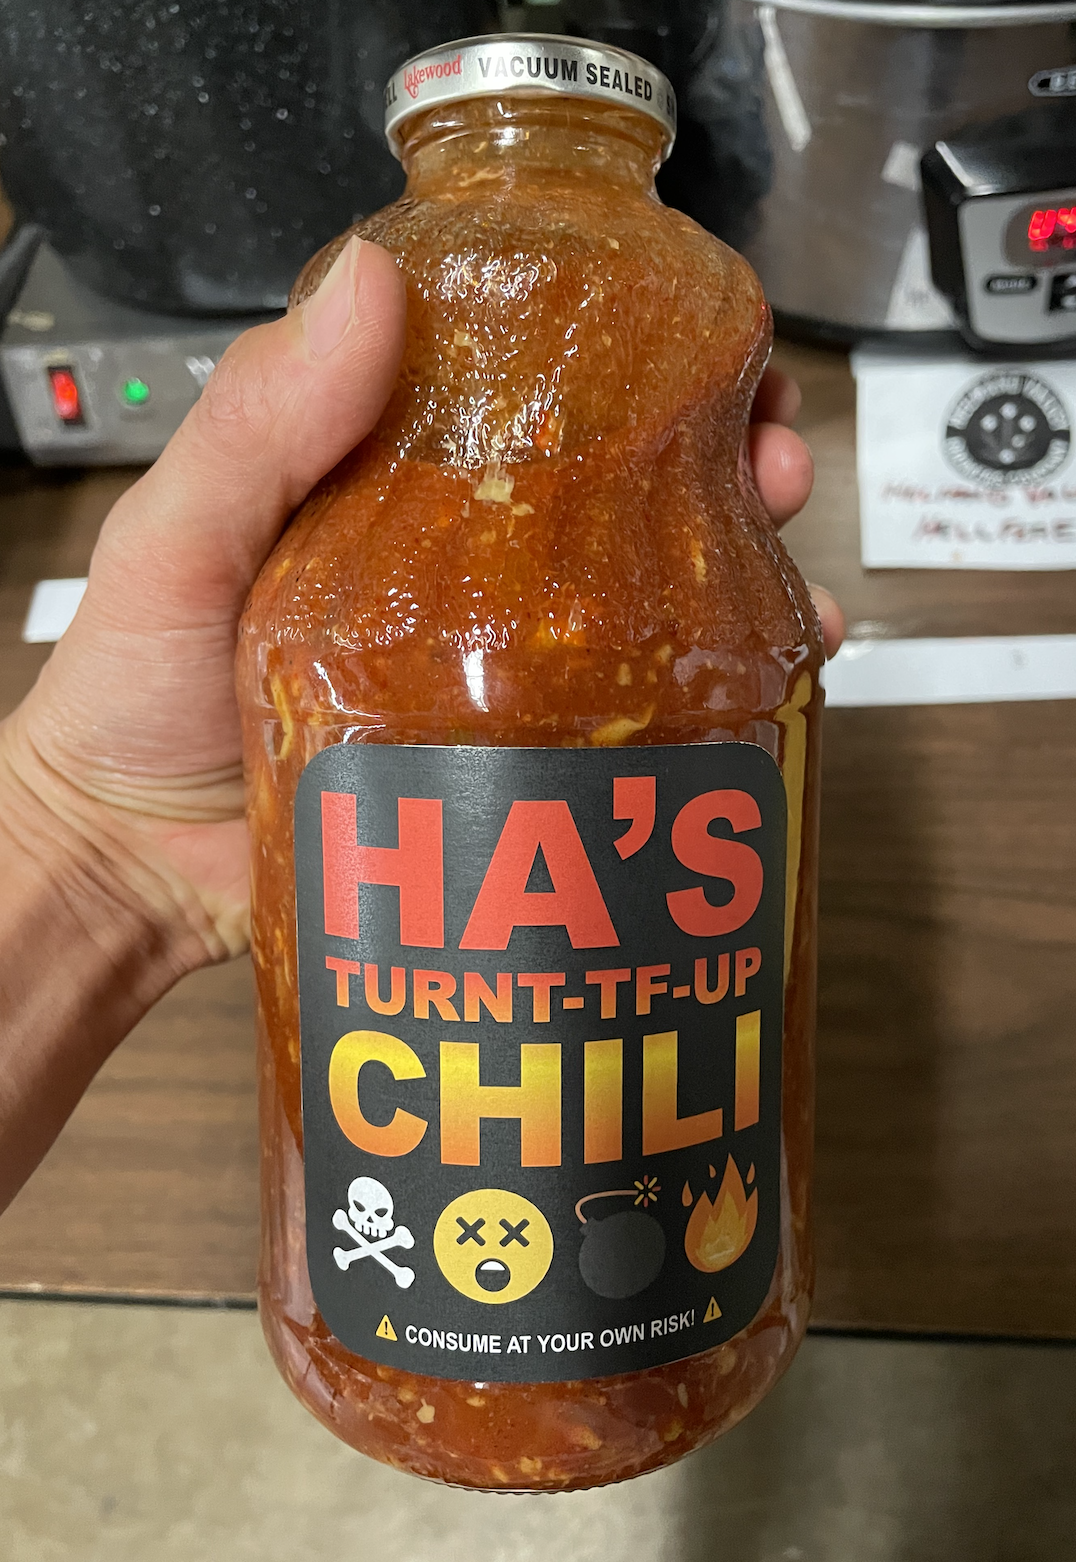 lakewood VACUUM SEALED
HA'S
TURNT-TF-UP
CHILI
CONSUME AT YOUR OWN RISK!